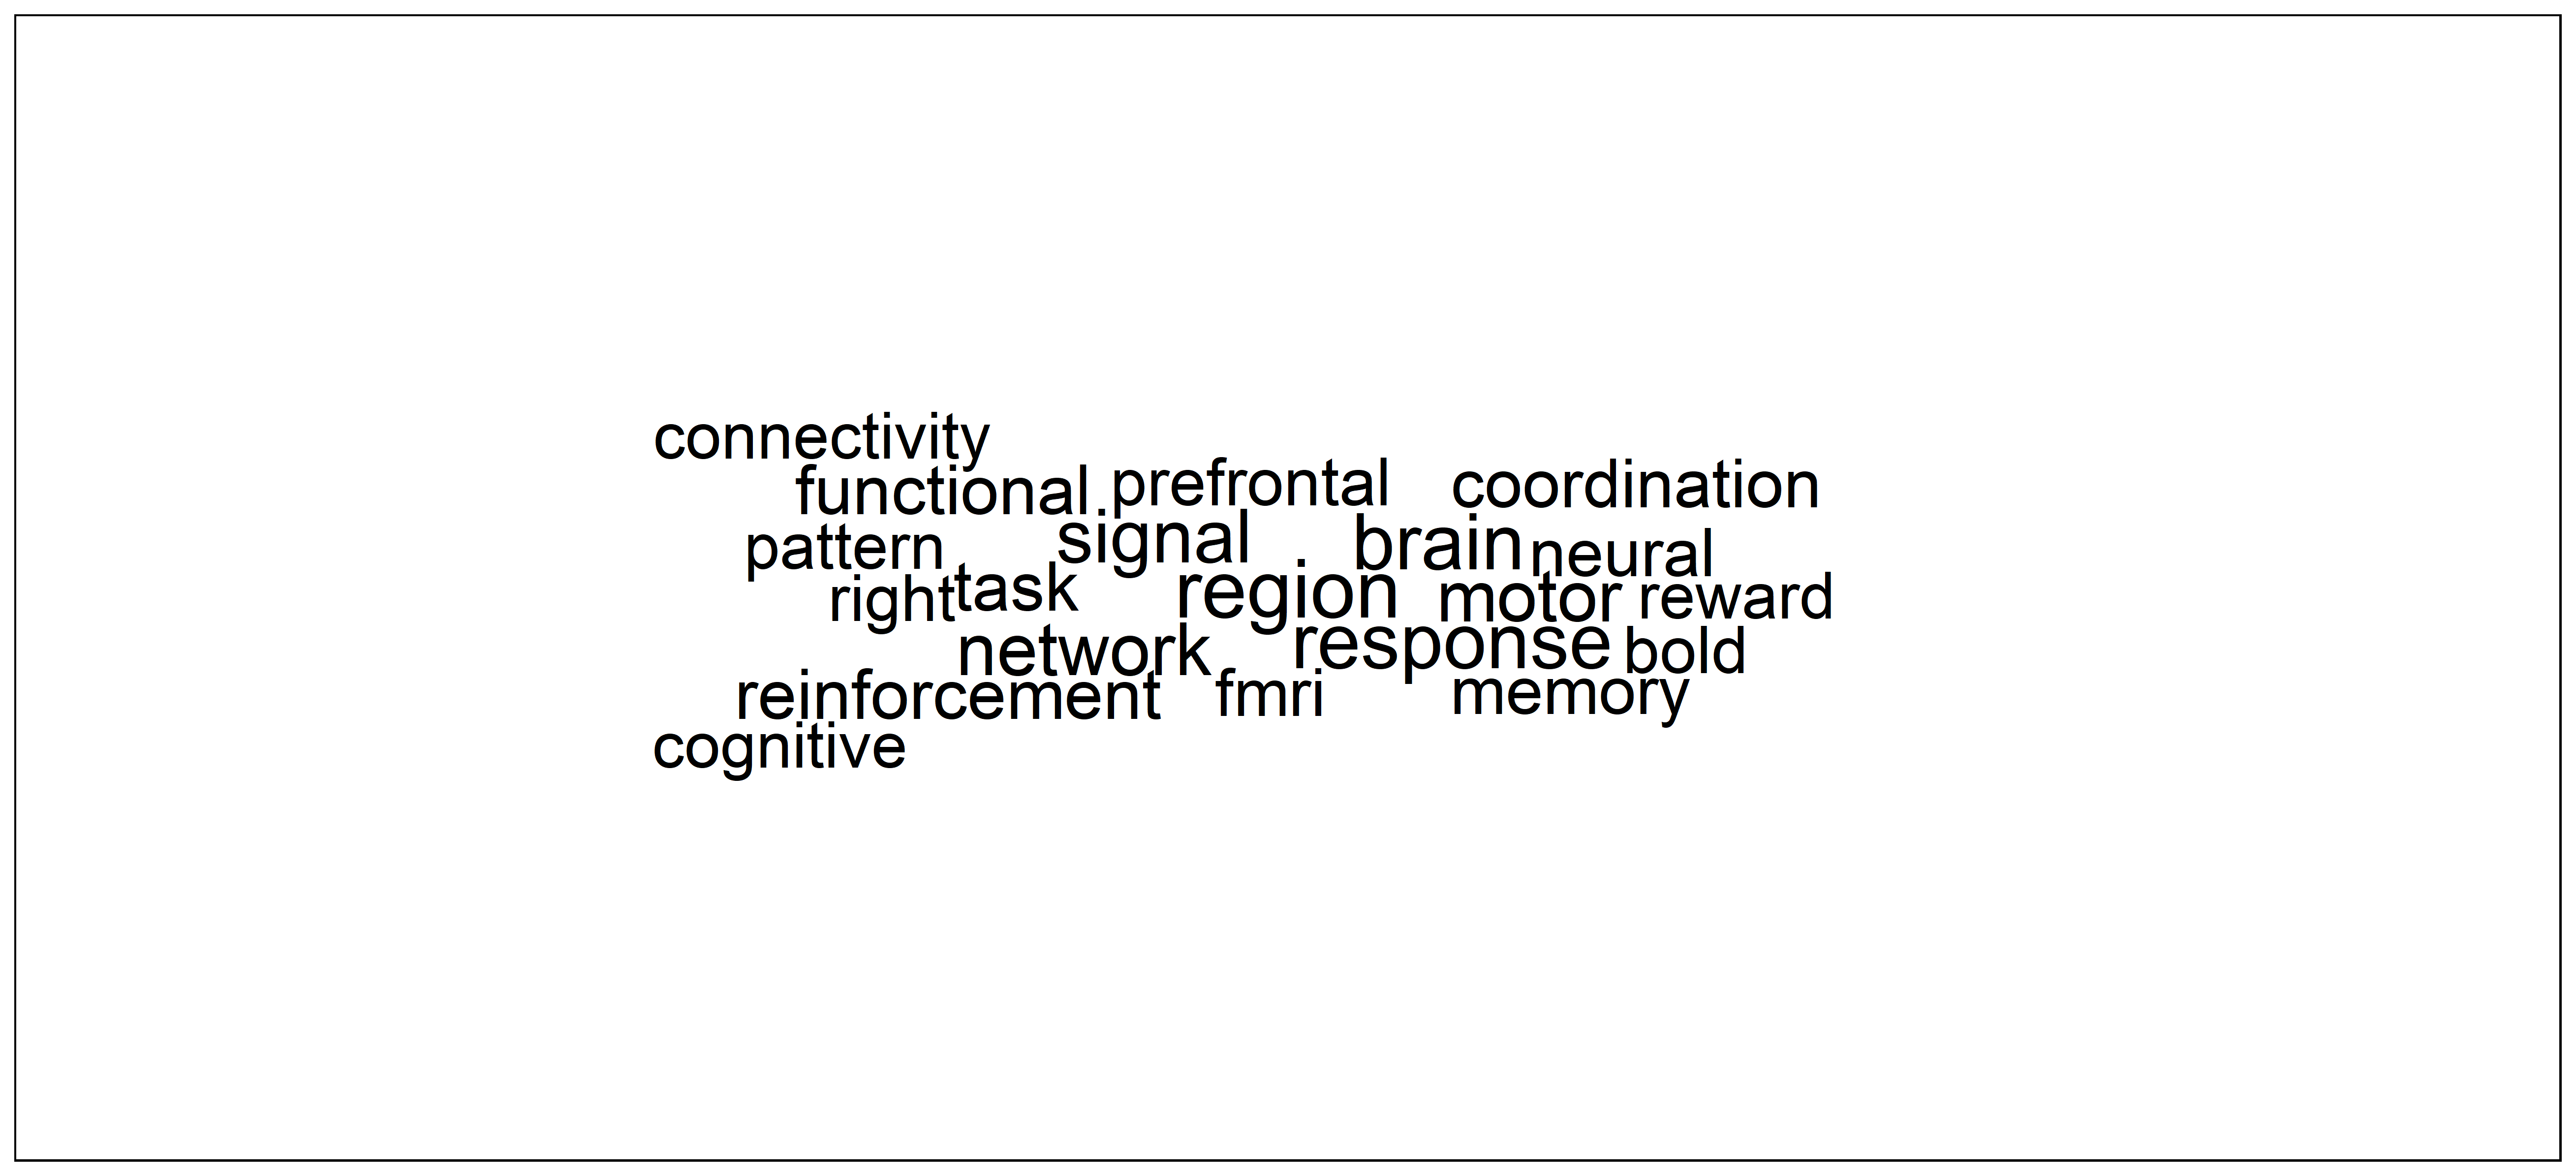 connectivity
functional prefrontal coordination
pattern signal brain neural
right task region motor reward
network response bold
reinforcement fmri memory
cognitive